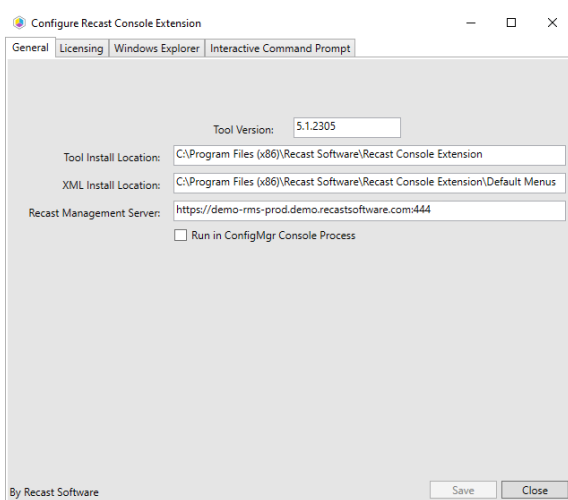 Configure Recast Console Extension
General Licensing Windows Explorer Interactive Command Prompt
Tool Version: 5.1.2305
Tool Install Location: C:\Program Files (x86)\Recast Software\Recast Console Extension
XML Install Location: C:\Program Files (x86)\Recast Software\Recast Console Extension\Default Menus
Recast Management Server: https://demo-rms-prod.demo.recastsoftware.com:444
Run in ConfigMgr Console Process
By Recast Software Save Close